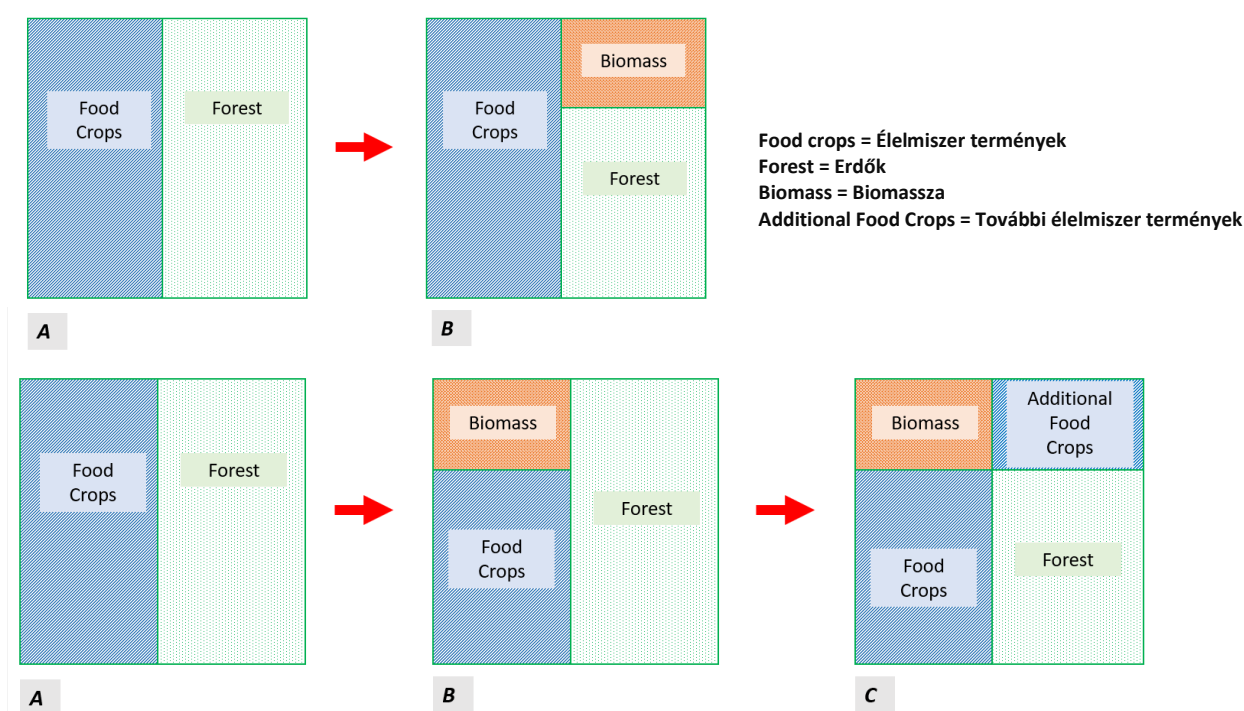 Food
Crops
Forest
Food
Crops
Biomass
Forest
Food crops = Élelmiszer termények
Forest = Erdők
Biomass = Biomassza
Additional Food Crops = További élelmiszer termények
A
B
Food
Crops
Forest
Biomass
Food
Crops
Forest
Biomass
Additional
Food
Crops
Food
Crops
Forest
A
B
C